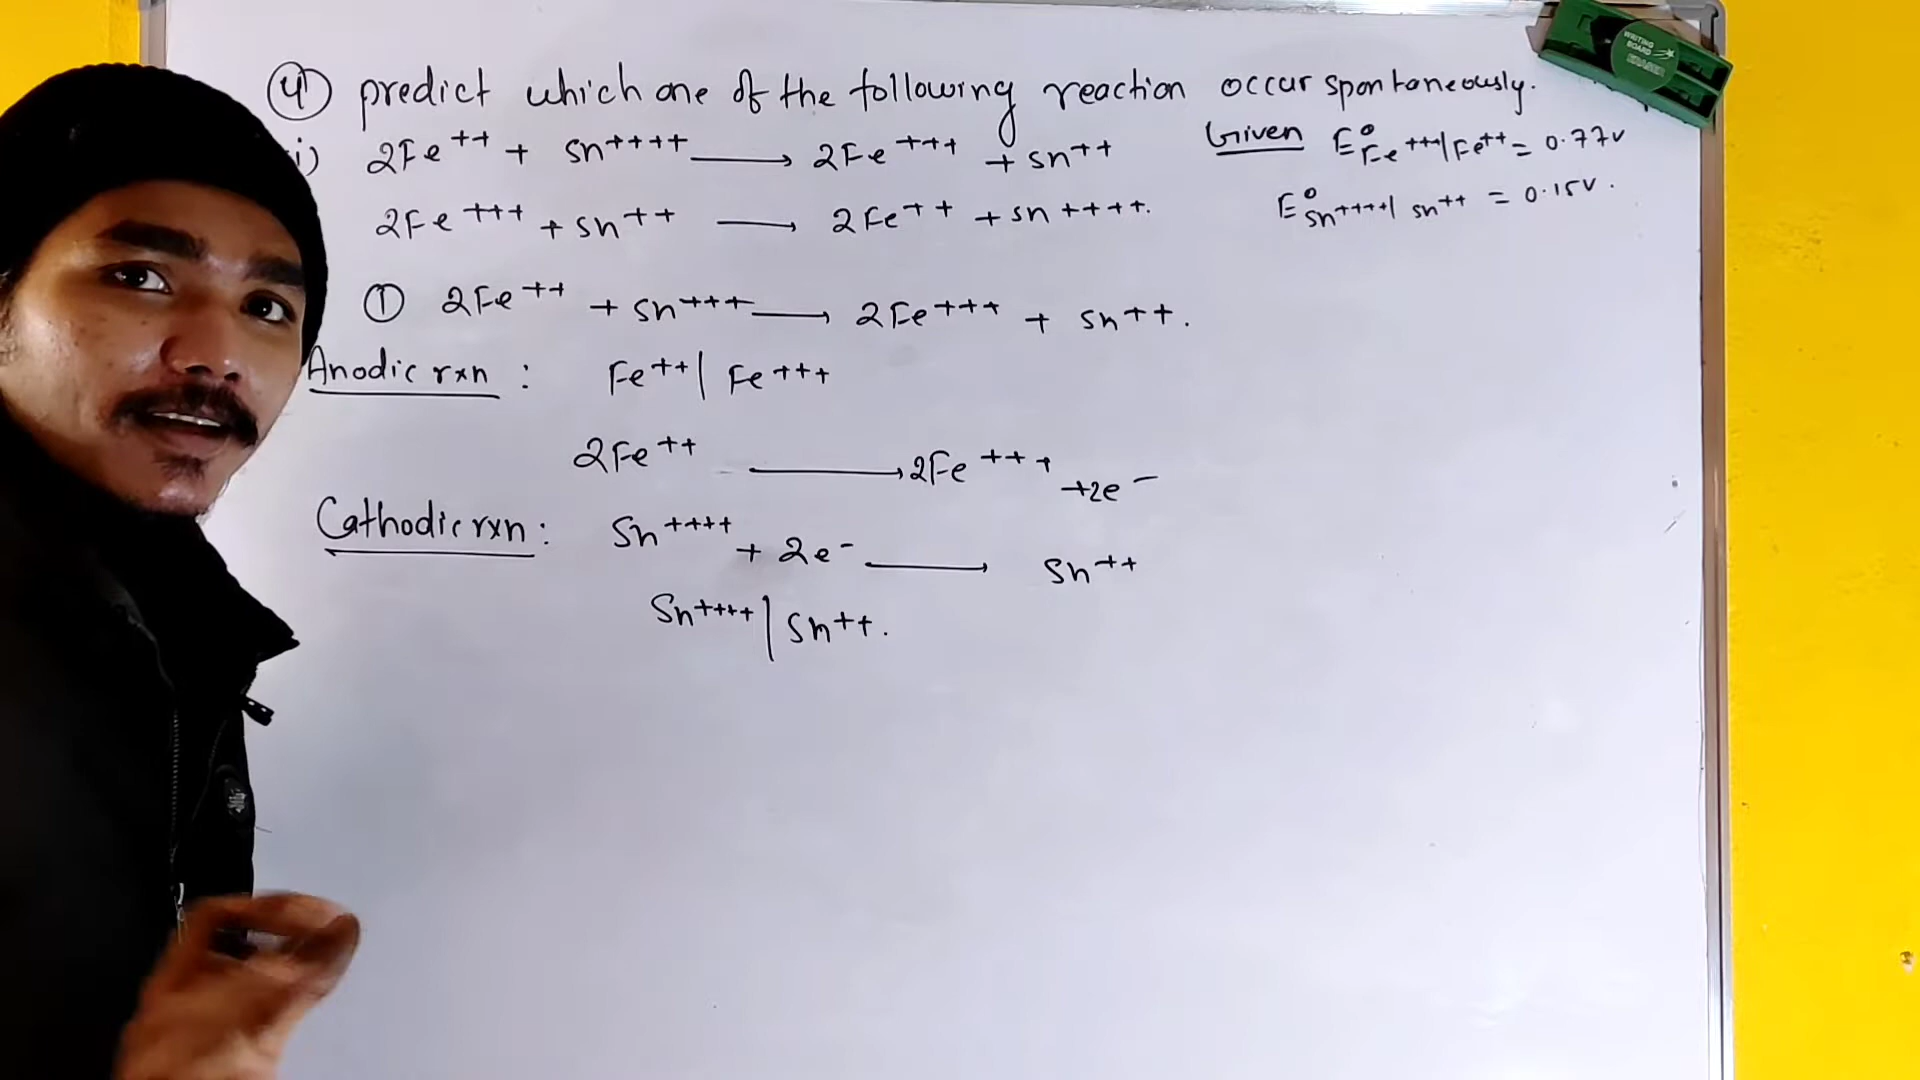 ④ predict which one of the following reaction occur spontaneously.
i) 2Fe++ + Sn++++ → 2Fe+++ + Sn++
Given E°Fe+++|Fe++ = 0.77v
2Fe+++ + Sn++ → 2Fe++ + Sn++++.
E°Sn++++| Sn++ = 0.15v.
① 2Fe++ + Sn++++ → 2Fe+++ + Sn++.
Anodic rxn : Fe++| Fe+++
2Fe++ → 2Fe+++ +2e-
Cathodic rxn : Sn++++ + 2e- → Sn++
Sn++++ | Sn++.
WRITING
BOARD